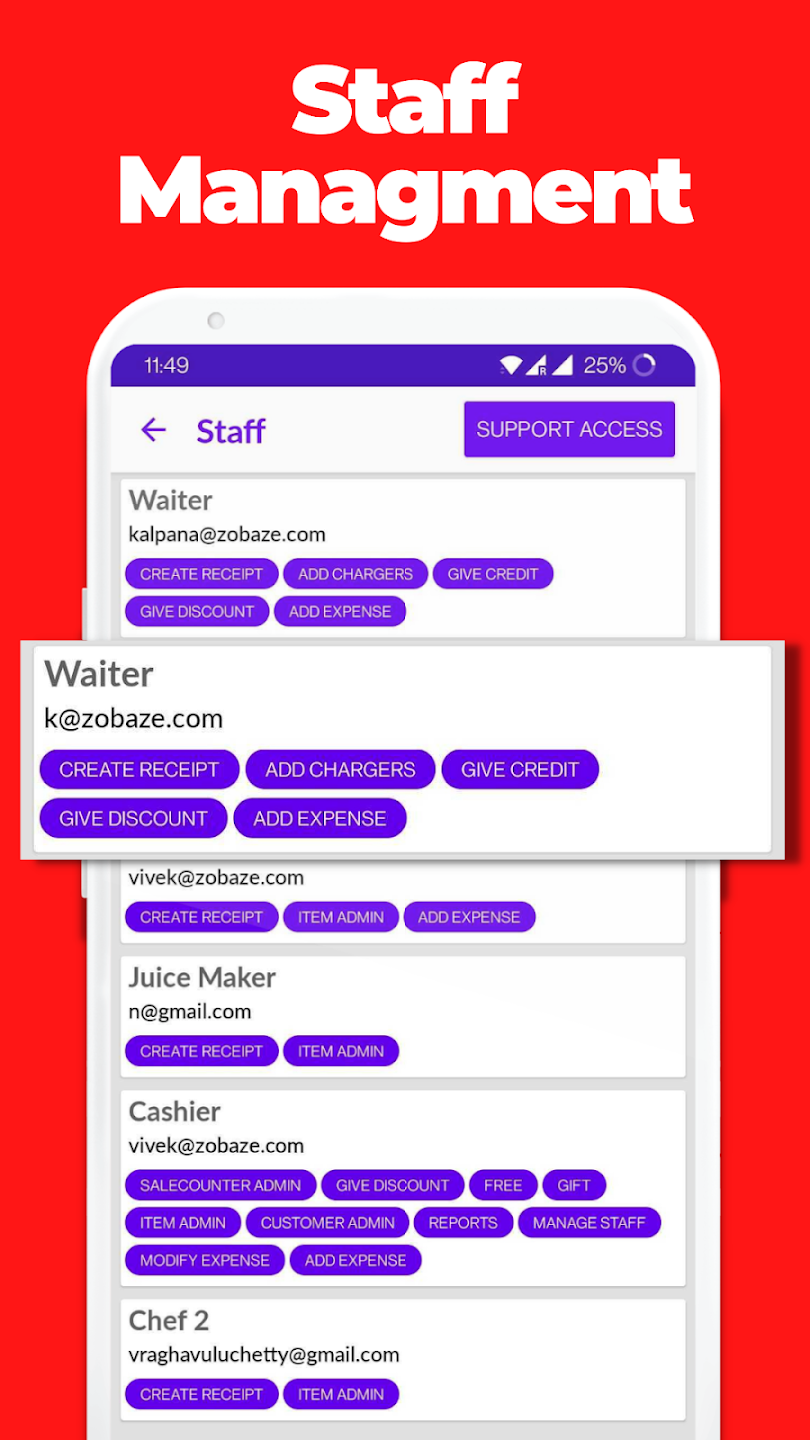 Staff
Managment
11:49 R 25%
Staff SUPPORT ACCESS
Waiter
kalpana@zobaze.com
CREATE RECEIPT ADD CHARGERS GIVE CREDIT
GIVE DISCOUNT ADD EXPENSE
Waiter
k@zobaze.com
CREATE RECEIPT ADD CHARGERS GIVE CREDIT
GIVE DISCOUNT ADD EXPENSE
vivek@zobaze.com
CREATE RECEIPT ITEM ADMIN ADD EXPENSE
Juice Maker
n@gmail.com
CREATE RECEIPT ITEM ADMIN
Cashier
vivek@zobaze.com
SALECOUNTER ADMIN GIVE DISCOUNT FREE GIFT
ITEM ADMIN CUSTOMER ADMIN REPORTS MANAGE STAFF
MODIFY EXPENSE ADD EXPENSE
Chef 2
vraghavuluchetty@gmail.com
CREATE RECEIPT ITEM ADMIN